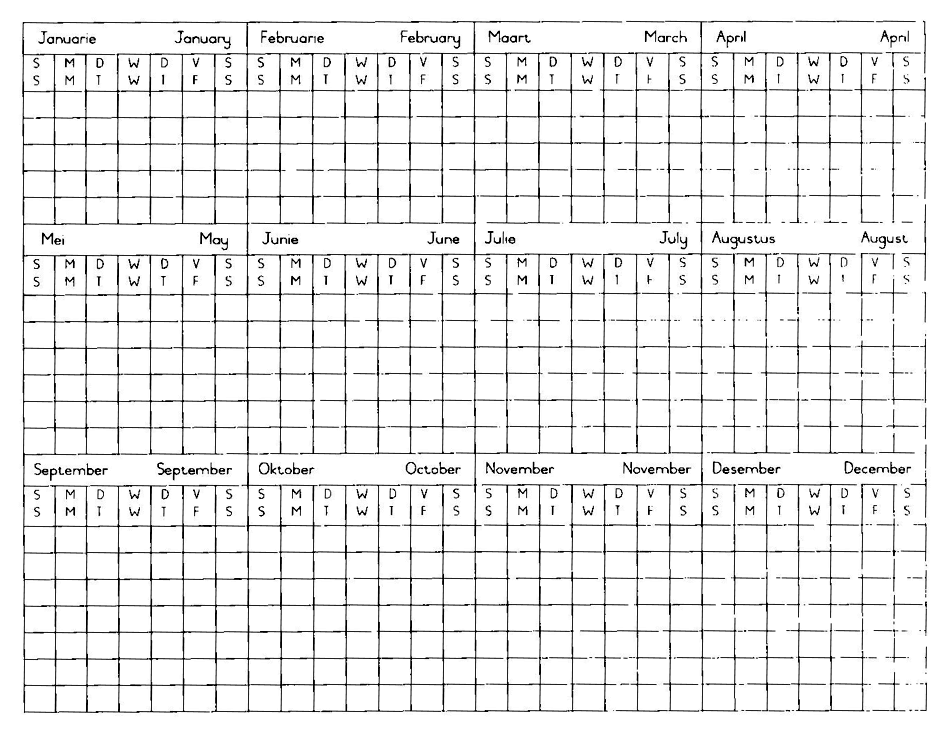 Januarie January Februarie February Maart March April April
S M D W D V S S M D W D V S S M D W D V S S M D W D V S
S M T W T F S S M T W T F S S M T W T F S S M T W T F S
Mei May Junie June Julie July Augustus August
S M D W D V S S M D W D V S S M D W D V S S M D W D V S
S M T W T F S S M T W T F S S M T W T F S S M T W T F S
September September Oktober October November November Desember December
S M D W D V S S M D W D V S S M D W D V S S M D W D V S
S M T W T F S S M T W T F S S M T W T F S S M T W T F S